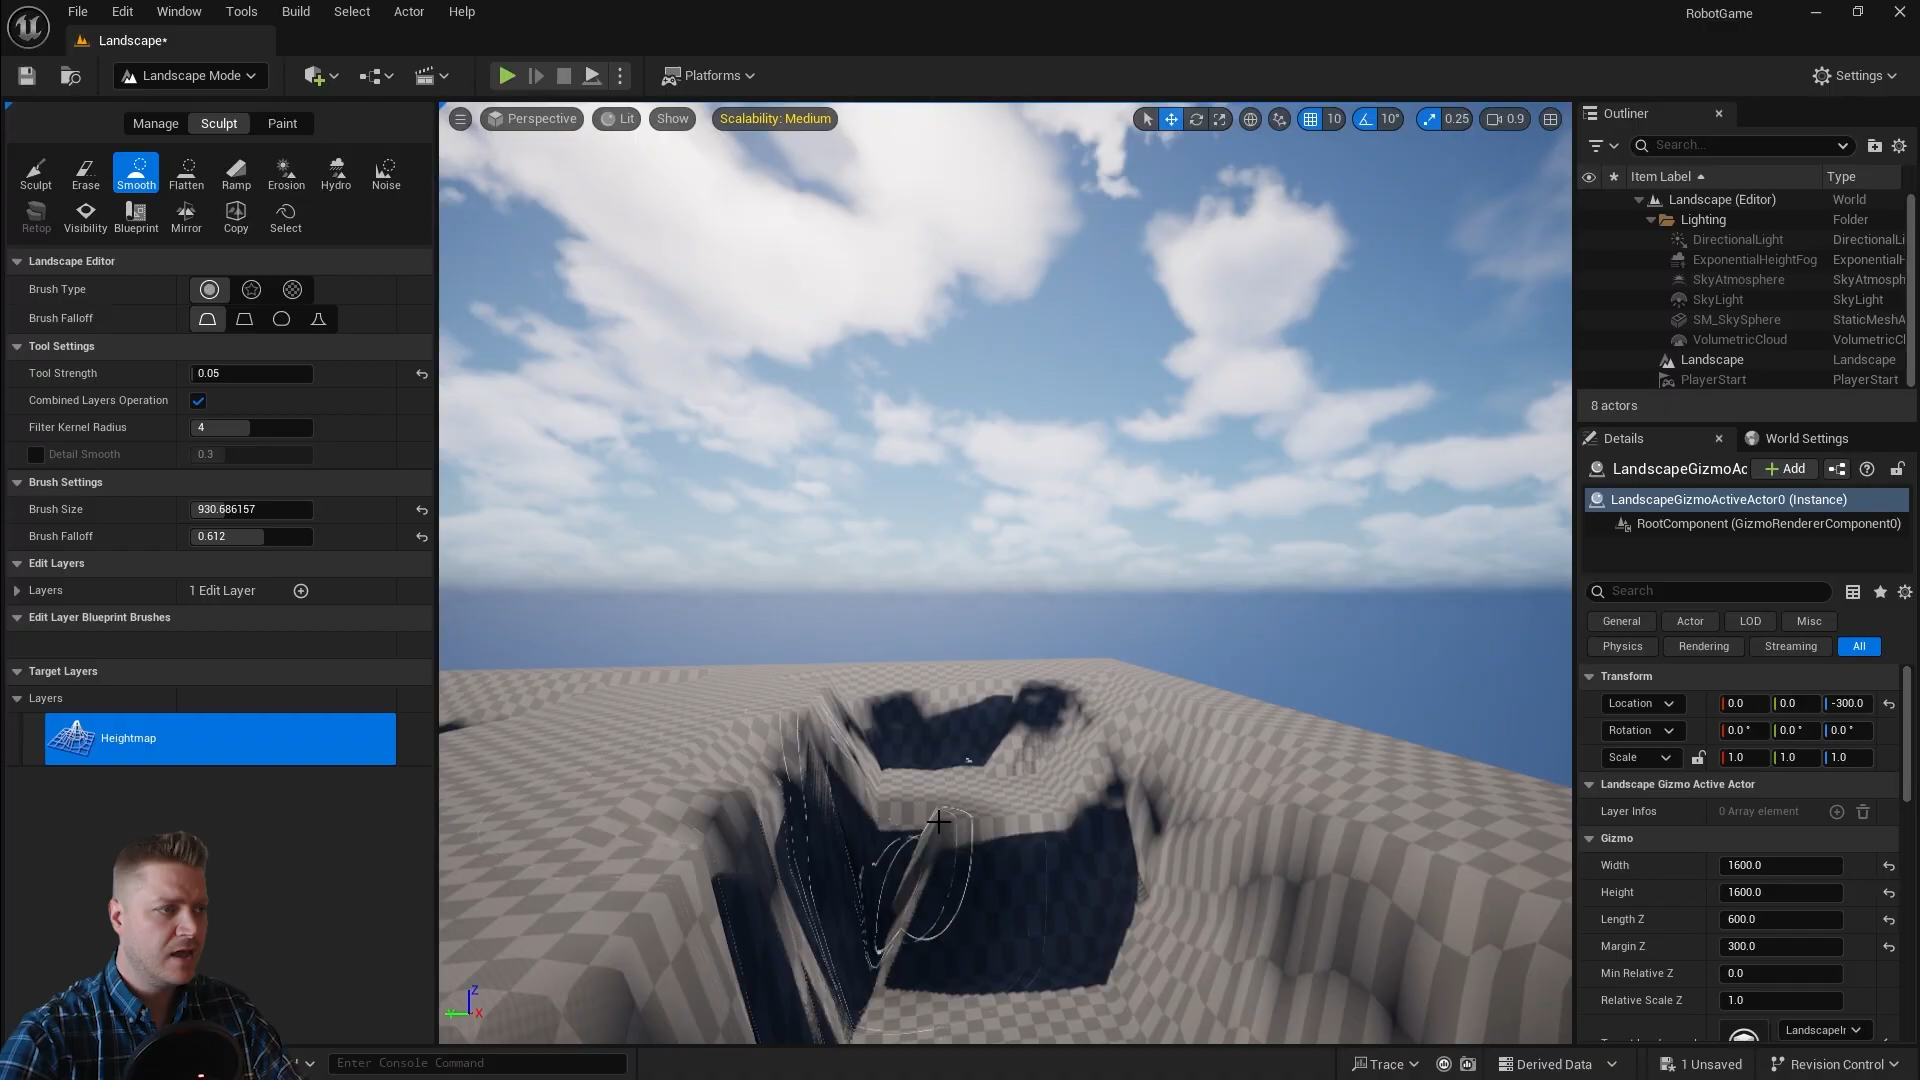 File Edit Window Tools Build Select Actor Help
RobotGame
Landscape*
Landscape Mode
Platforms
Settings
Manage Sculpt Paint
Sculpt Erase Smooth Flatten Ramp Erosion Hydro Noise
Retop Visibility Blueprint Mirror Copy Select
Landscape Editor
Brush Type
Brush Falloff
Tool Settings
Tool Strength 0.05
Combined Layers Operation
Filter Kernel Radius 4
Detail Smooth 0.3
Brush Settings
Brush Size 930.686157
Brush Falloff 0.612
Edit Layers
Layers 1 Edit Layer
Edit Layer Blueprint Brushes
Target Layers
Layers
Heightmap
Perspective Lit Show Scalability: Medium
10 10° 0.25 0.9
Z
X
Outliner
Search...
Item Label Type
Landscape (Editor) World
Lighting Folder
DirectionalLight DirectionalLi
ExponentialHeightFog ExponentialH
SkyAtmosphere SkyAtmosph
SkyLight SkyLight
SM_SkySphere StaticMeshA
VolumetricCloud VolumetricCl
Landscape Landscape
PlayerStart PlayerStart
8 actors
Details World Settings
LandscapeGizmoAc Add
LandscapeGizmoActiveActor0 (Instance)
RootComponent (GizmoRendererComponent0)
Search
General Actor LOD Misc
Physics Rendering Streaming All
Transform
Location 0.0 0.0 -300.0
Rotation 0.0° 0.0° 0.0°
Scale 1.0 1.0 1.0
Landscape Gizmo Active Actor
Layer Infos 0 Array element
Gizmo
Width 1600.0
Height 1600.0
Length Z 600.0
Margin Z 300.0
Min Relative Z 0.0
Relative Scale Z 1.0
LandscapeIr
Enter Console Command
Trace Derived Data 1 Unsaved Revision Control